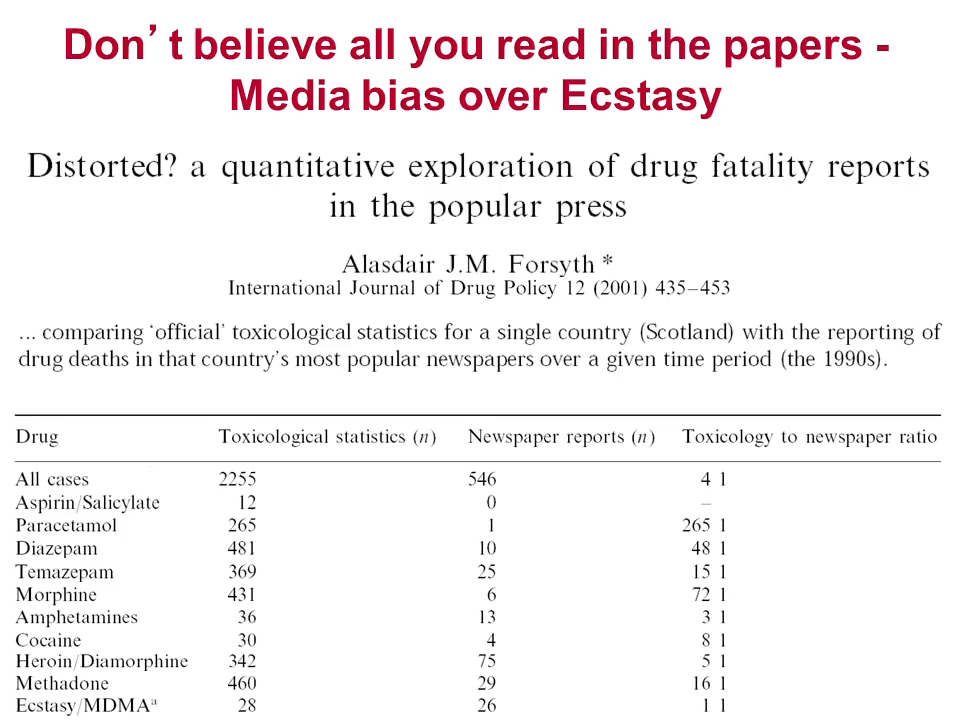 Don’t believe all you read in the papers -
Media bias over Ecstasy
Distorted? a quantitative exploration of drug fatality reports
in the popular press
Alasdair J.M. Forsyth *
International Journal of Drug Policy 12 (2001) 435–453
... comparing ‘official’ toxicological statistics for a single country (Scotland) with the reporting of
drug deaths in that country’s most popular newspapers over a given time period (the 1990s).
Drug Toxicological statistics (n) Newspaper reports (n) Toxicology to newspaper ratio
All cases 2255 546 4 1
Aspirin/Salicylate 12 0 –
Paracetamol 265 1 265 1
Diazepam 481 10 48 1
Temazepam 369 25 15 1
Morphine 431 6 72 1
Amphetamines 36 13 3 1
Cocaine 30 4 8 1
Heroin/Diamorphine 342 75 5 1
Methadone 460 29 16 1
Ecstasy/MDMAᵃ 28 26 1 1